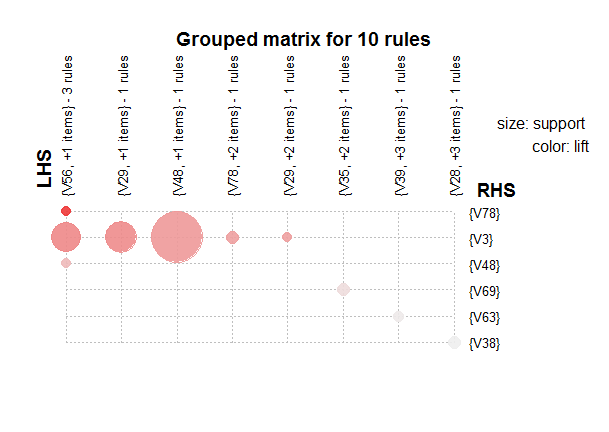 Grouped matrix for 10 rules
size: support
color: lift
LHS
{V56, +1 items} - 3 rules
{V29, +1 items} - 1 rules
{V48, +1 items} - 1 rules
{V78, +2 items} - 1 rules
{V29, +2 items} - 1 rules
{V35, +2 items} - 1 rules
{V39, +3 items} - 1 rules
{V28, +3 items} - 1 rules
RHS
{V78}
{V3}
{V48}
{V69}
{V63}
{V38}